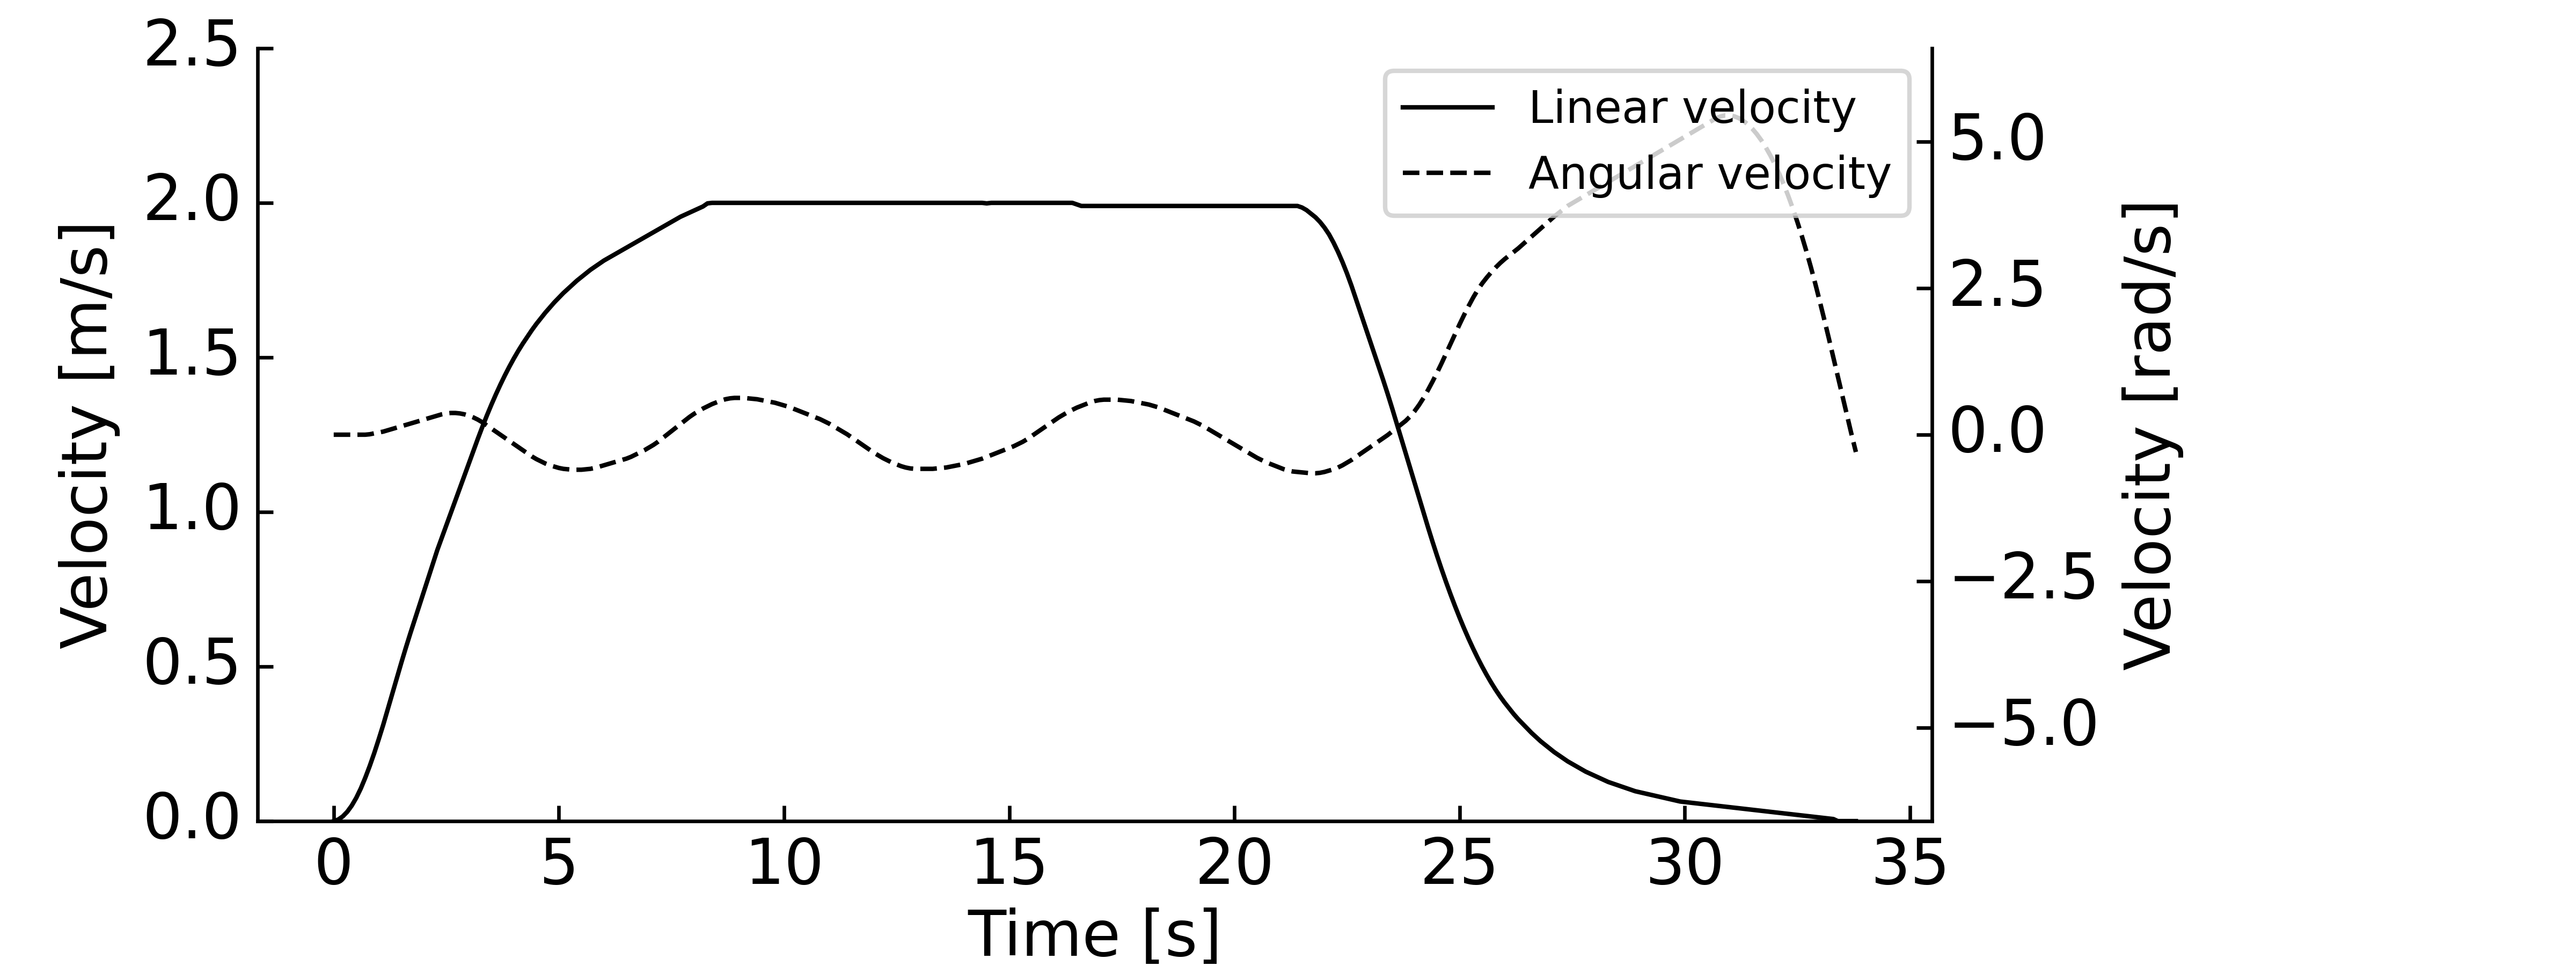 2.5
2.0
1.5
1.0
0.5
0.0
Velocity [m/s]
Linear velocity
Angular velocity
5.0
2.5
0.0
−2.5
−5.0
Velocity [rad/s]
0 5 10 15 20 25 30 35
Time [s]